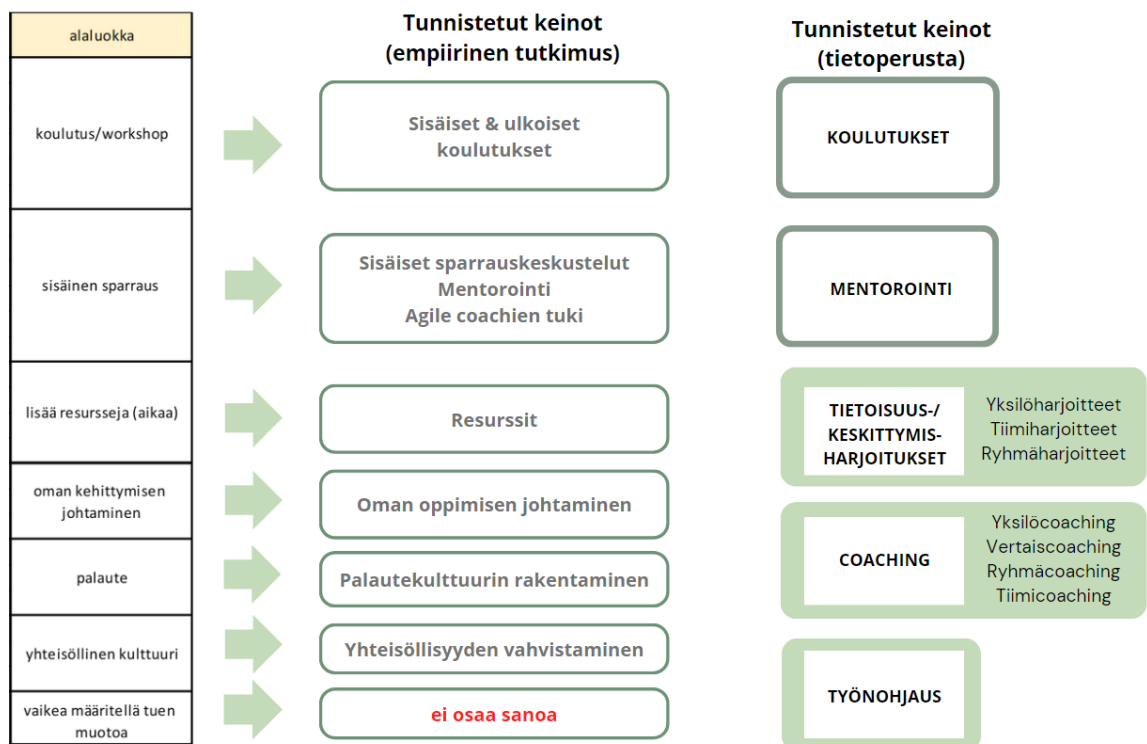 alaluokka
koulutus/workshop
sisäinen sparraus
lisää resursseja (aikaa)
oman kehittymisen
johtaminen
palaute
yhteisöllinen kulttuuri
vaikea määritellä tuen
muotoa
Tunnistetut keinot
(empiirinen tutkimus)
Sisäiset & ulkoiset
koulutukset
Sisäiset sparrauskeskustelut
Mentorointi
Agile coachien tuki
Resurssit
Oman oppimisen johtaminen
Palautekulttuurin rakentaminen
Yhteisöllisyyden vahvistaminen
ei osaa sanoa
Tunnistetut keinot
(tietoperusta)
KOULUTUKSET
MENTOROINTI
TIETOISUUS-/
KESKITTYMIS-
HARJOITUKSET
Yksilöharjoitteet
Tiimiharjoitteet
Ryhmäharjoitteet
COACHING
Yksilöcoaching
Vertaiscoaching
Ryhmäcoaching
Tiimicoaching
TYÖNOHJAUS